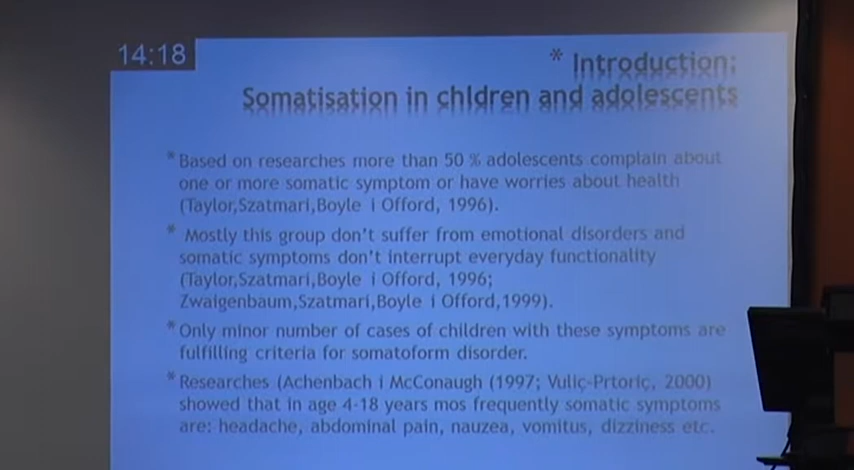 14:18
* Introduction:
Somatisation in chldren and adolescents
* Based on researches more than 50 % adolescents complain about
one or more somatic symptom or have worries about health
(Taylor,Szatmari,Boyle i Offord, 1996).
* Mostly this group don't suffer from emotional disorders and
somatic symptoms don't interrupt everyday functionality
(Taylor,Szatmari,Boyle i Offord, 1996;
Zwaigenbaum,Szatmari,Boyle i Offord,1999).
* Only minor number of cases of children with these symptoms are
fulfilling criteria for somatoform disorder.
* Researches (Achenbach i McConaugh (1997; Vuliç-Prtoriç, 2000)
showed that in age 4-18 years mos frequently somatic symptoms
are: headache, abdominal pain, nauzea, vomitus, dizziness etc.